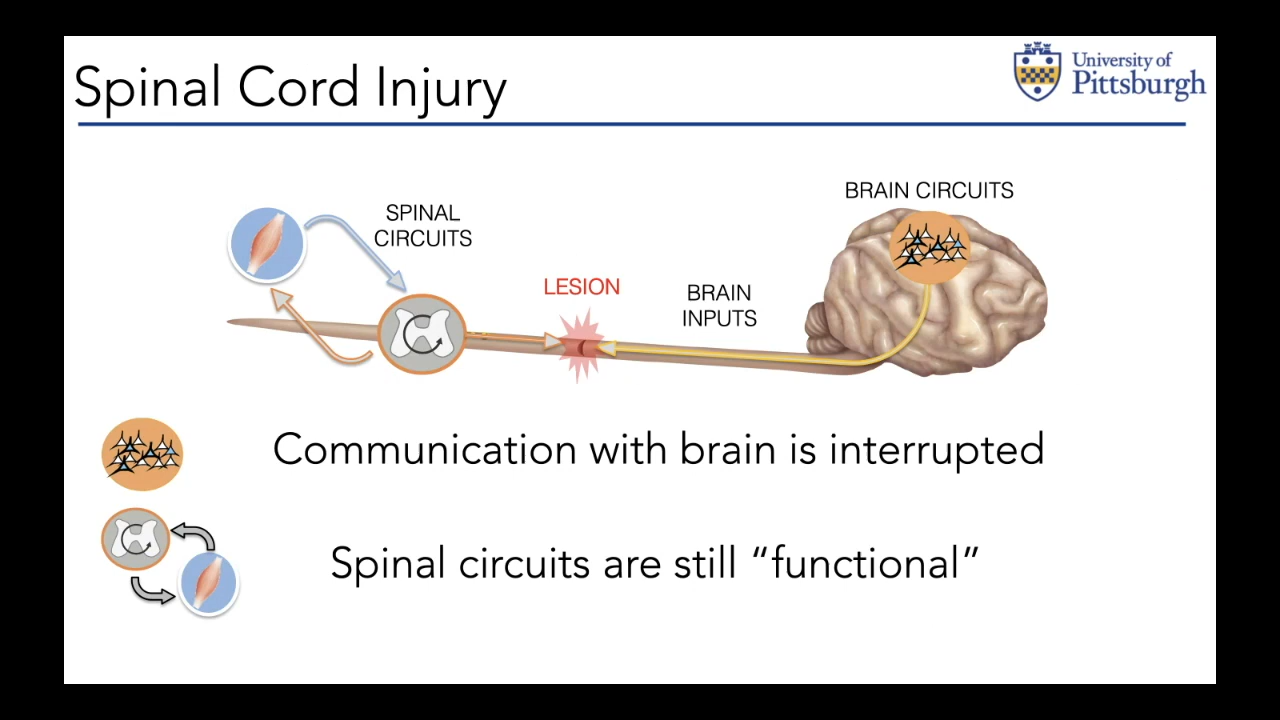 Spinal Cord Injury
University of
Pittsburgh
BRAIN CIRCUITS
SPINAL
CIRCUITS
LESION
BRAIN
INPUTS
Communication with brain is interrupted
Spinal circuits are still “functional”